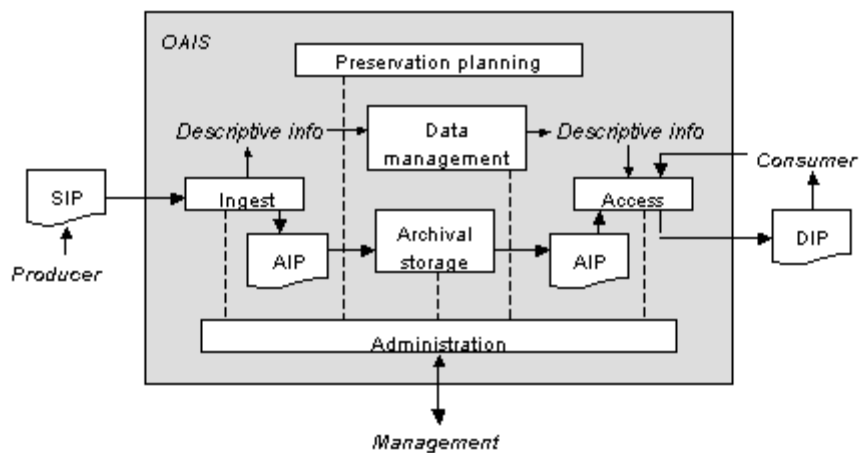 OAIS
Preservation planning
Descriptive info
Data
management
Descriptive info
Consumer
SIP
Ingest
Access
Producer
AIP
Archival
storage
AIP
DIP
Administration
Management